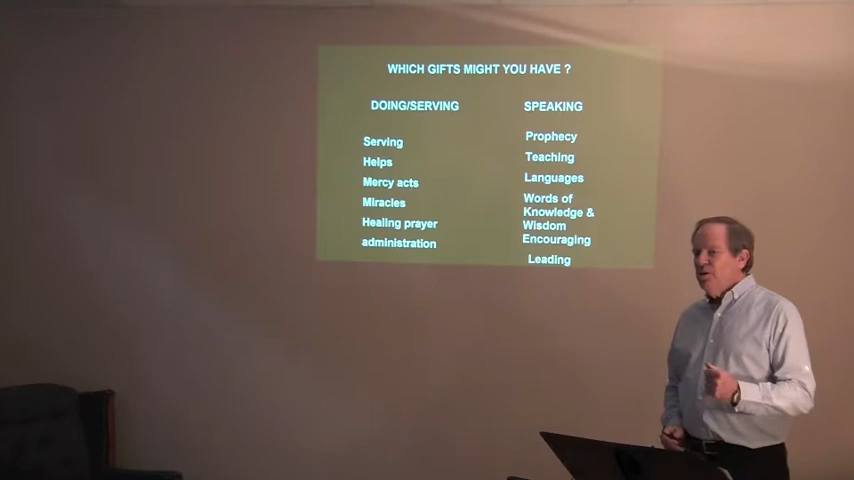 WHICH GIFTS MIGHT YOU HAVE ?
DOING/SERVING
Serving
Helps
Mercy acts
Miracles
Healing prayer
administration
SPEAKING
Prophecy
Teaching
Languages
Words of
Knowledge &
Wisdom
Encouraging
Leading